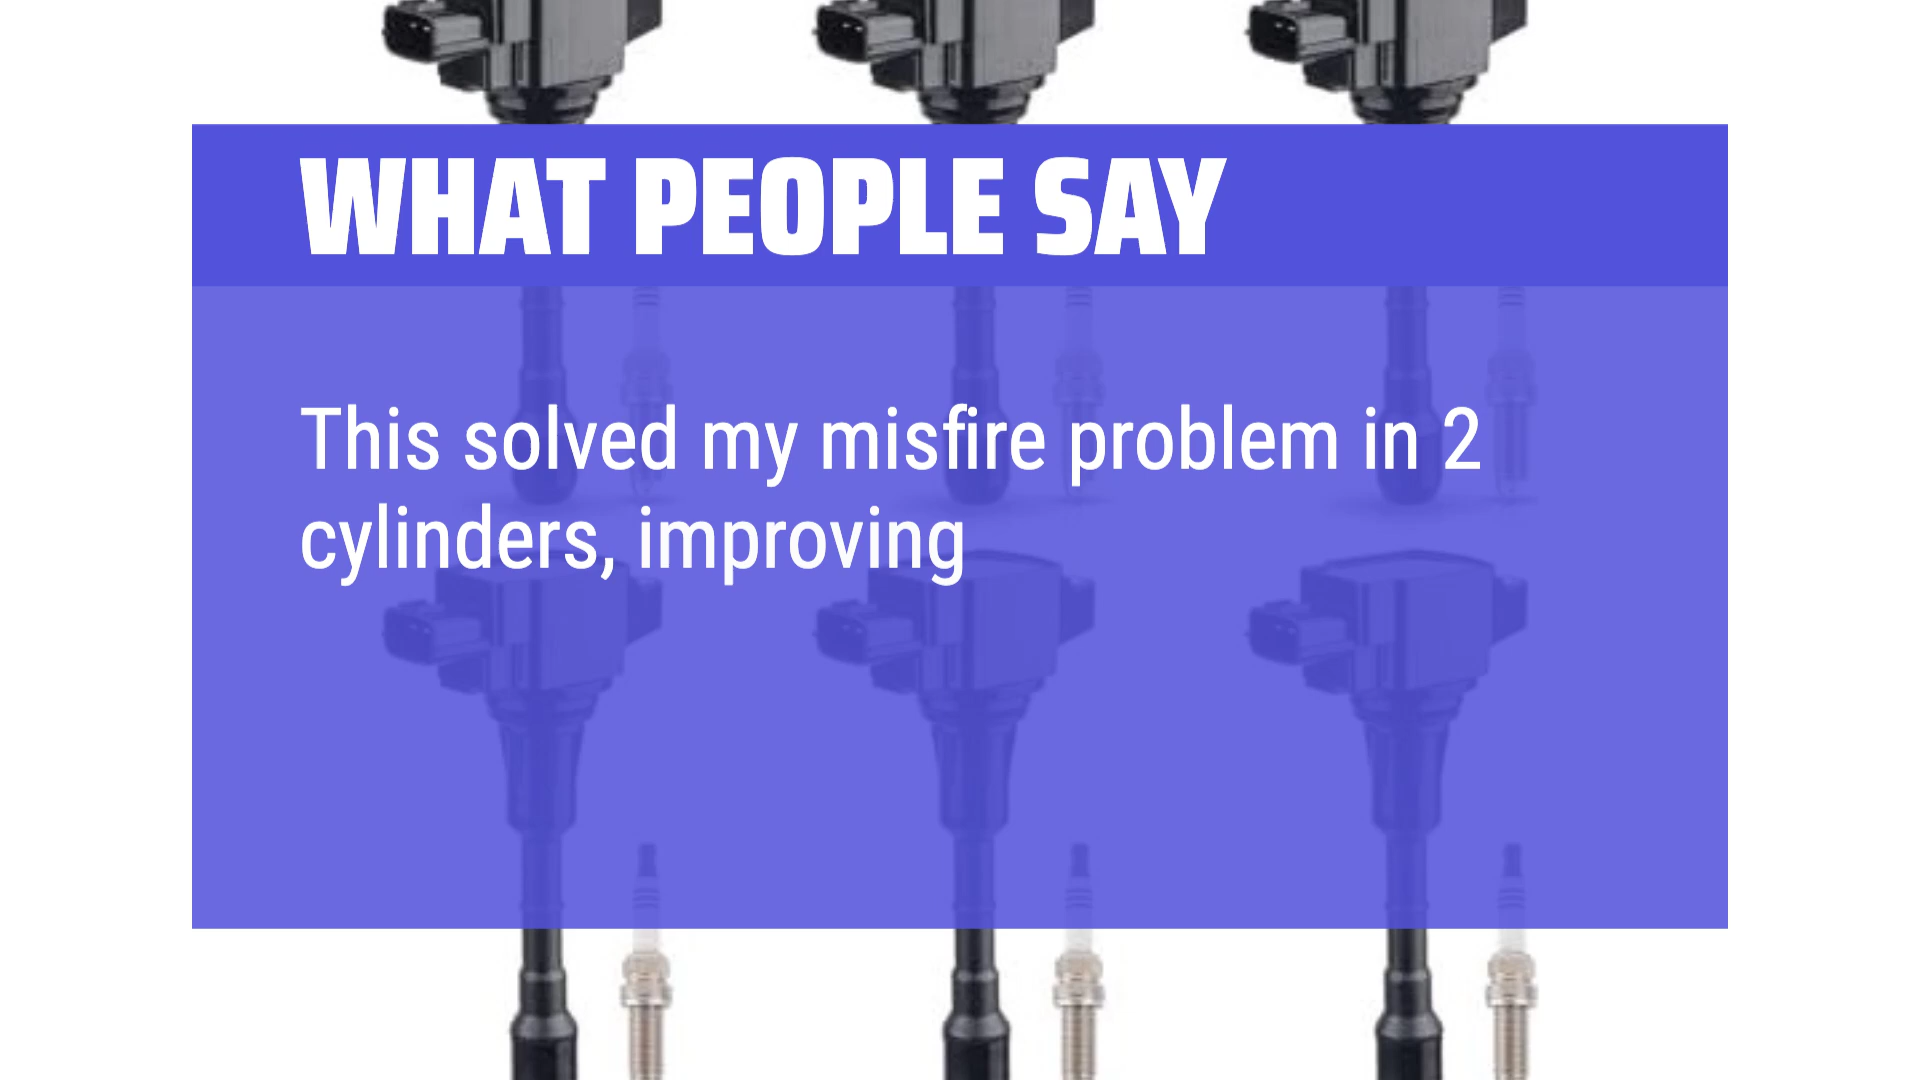 WHAT PEOPLE SAY
This solved my misfire problem in 2
cylinders, improving